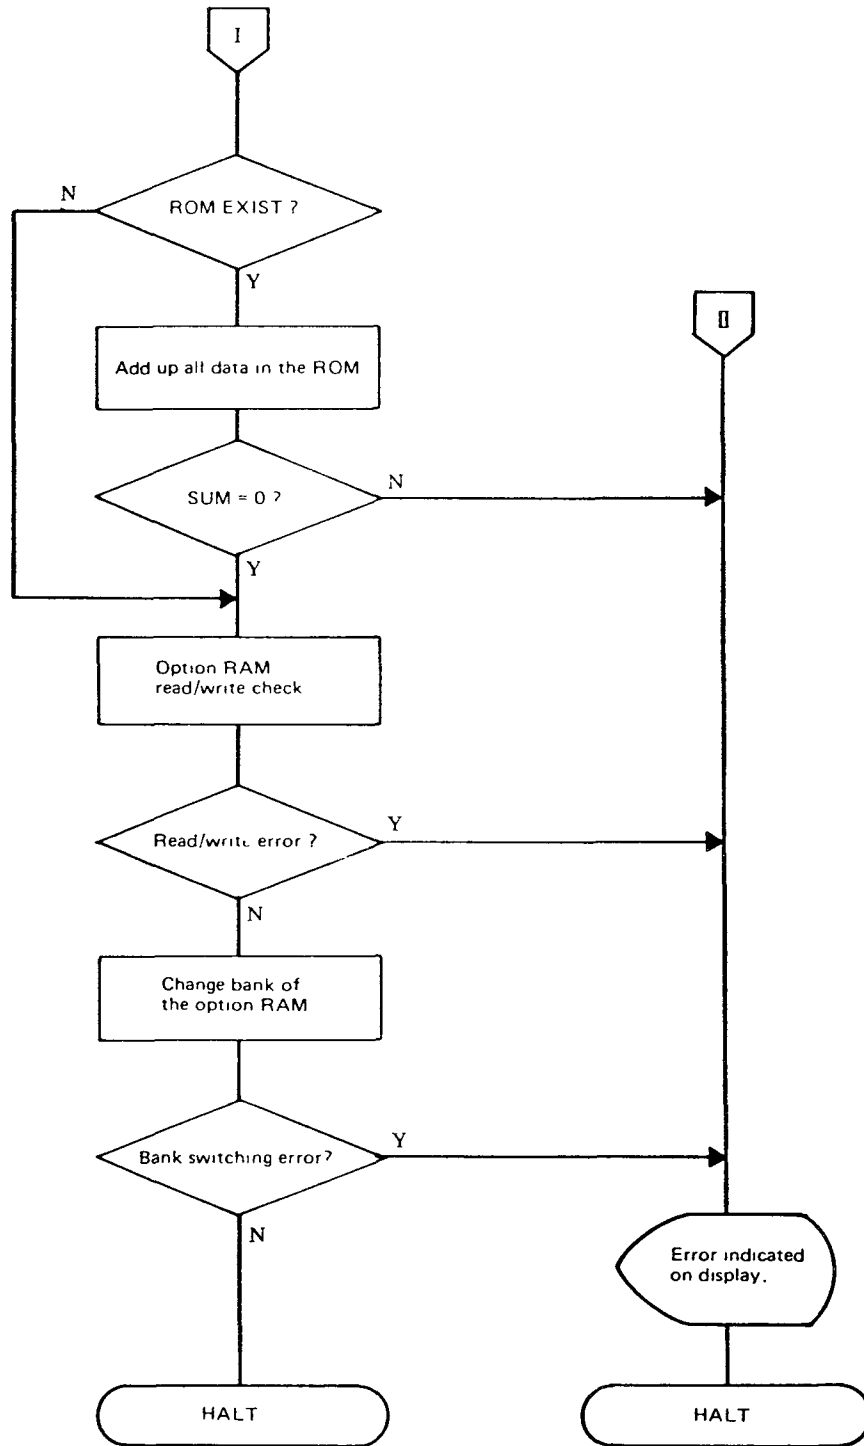 I
ROM EXIST ?
N
Y
II
Add up all data in the ROM
SUM = 0 ?
N
Y
Option RAM
read/write check
Read/write error ?
Y
N
Change bank of
the option RAM
Bank switching error?
Y
N
Error indicated
on display.
HALT
HALT